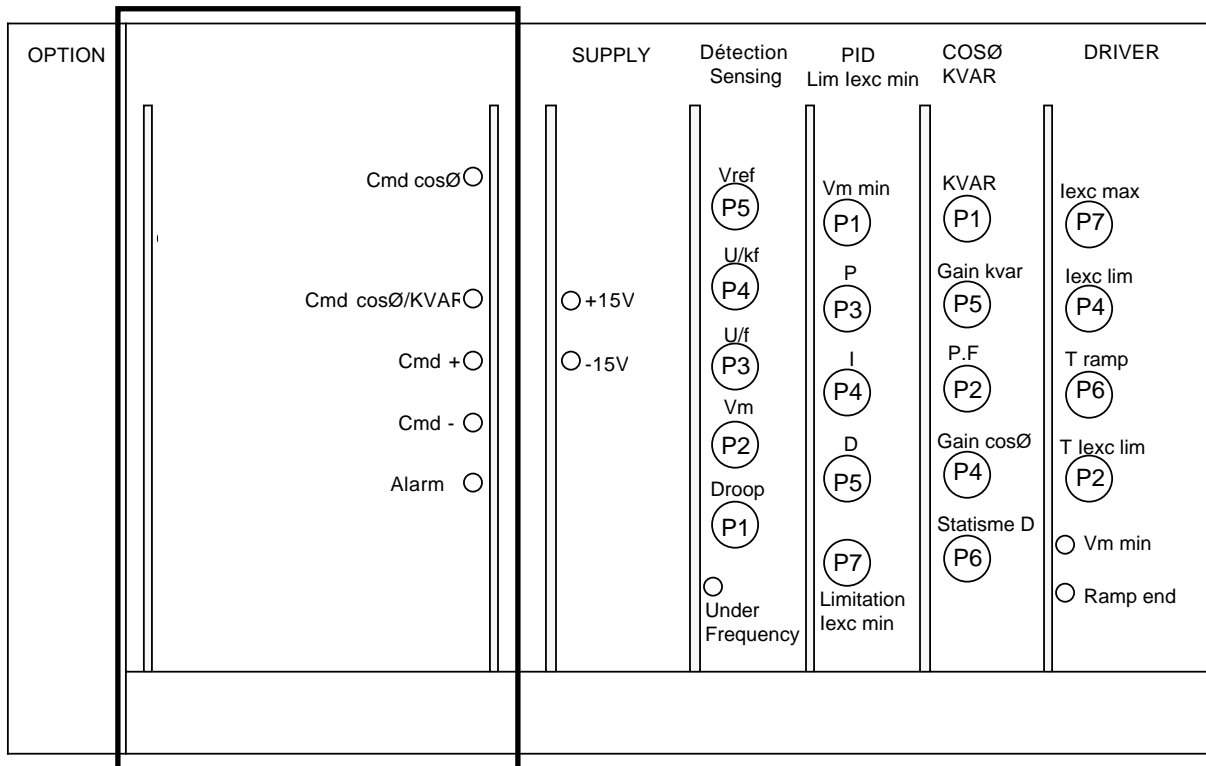 OPTION
Cmd cosØ
Cmd cosØ/KVAR
Cmd +
Cmd -
Alarm
SUPPLY
+15V
-15V
Détection
Sensing
Vref
P5
U/kf
P4
U/f
P3
Vm
P2
Droop
P1
Under
Frequency
PID
Lim Iexc min
Vm min
P1
P
P3
I
P4
D
P5
P7
Limitation
Iexc min
COSØ
KVAR
KVAR
P1
Gain kvar
P5
P.F
P2
Gain cosØ
P4
Statisme D
P6
DRIVER
Iexc max
P7
Iexc lim
P4
T ramp
P6
T Iexc lim
P2
Vm min
Ramp end